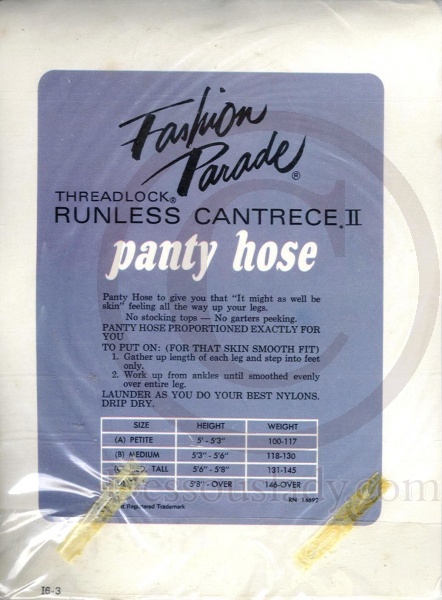 Fashion
Parade®
THREADLOCK®
RUNLESS CANTRECE® II
panty hose
Panty Hose to give you that "It might as well be
skin" feeling all the way up your legs.
No stocking tops — No garters peeking.
PANTY HOSE PROPORTIONED EXACTLY FOR
YOU
TO PUT ON: (FOR THAT SKIN SMOOTH FIT)
1. Gather up length of each leg and step into feet
only.
2. Work up from ankles until smoothed evenly
over entire leg.
LAUNDER AS YOU DO YOUR BEST NYLONS.
DRIP DRY.
SIZE HEIGHT WEIGHT
(A) PETITE 5' - 5'3" 100-117
(B) MEDIUM 5'3" - 5'6" 118-130
TALL 5'6" - 5'8" 131-145
5'8" - OVER 146-OVER
RN
Registered Trademark
16-3